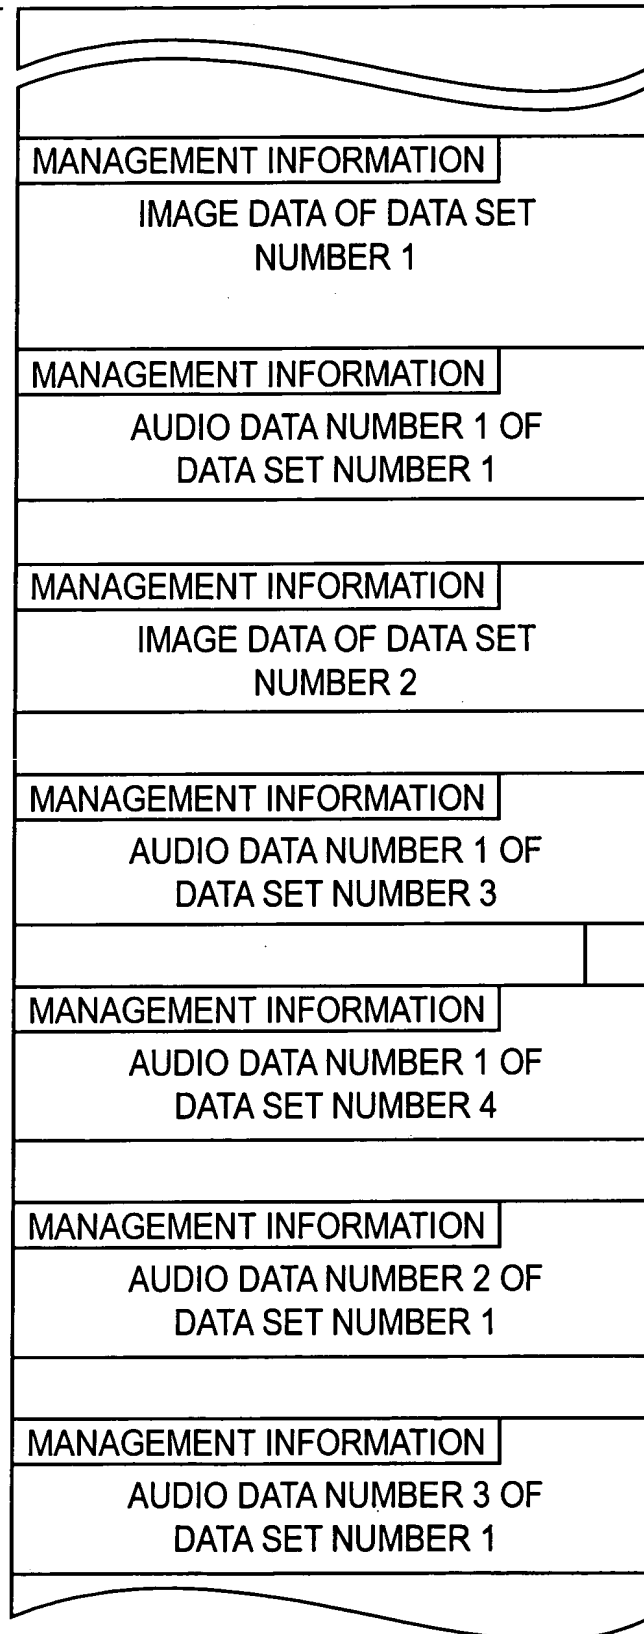 MANAGEMENT INFORMATION
IMAGE DATA OF DATA SET
NUMBER 1
MANAGEMENT INFORMATION
AUDIO DATA NUMBER 1 OF
DATA SET NUMBER 1
MANAGEMENT INFORMATION
IMAGE DATA OF DATA SET
NUMBER 2
MANAGEMENT INFORMATION
AUDIO DATA NUMBER 1 OF
DATA SET NUMBER 3
MANAGEMENT INFORMATION
AUDIO DATA NUMBER 1 OF
DATA SET NUMBER 4
MANAGEMENT INFORMATION
AUDIO DATA NUMBER 2 OF
DATA SET NUMBER 1
MANAGEMENT INFORMATION
AUDIO DATA NUMBER 3 OF
DATA SET NUMBER 1